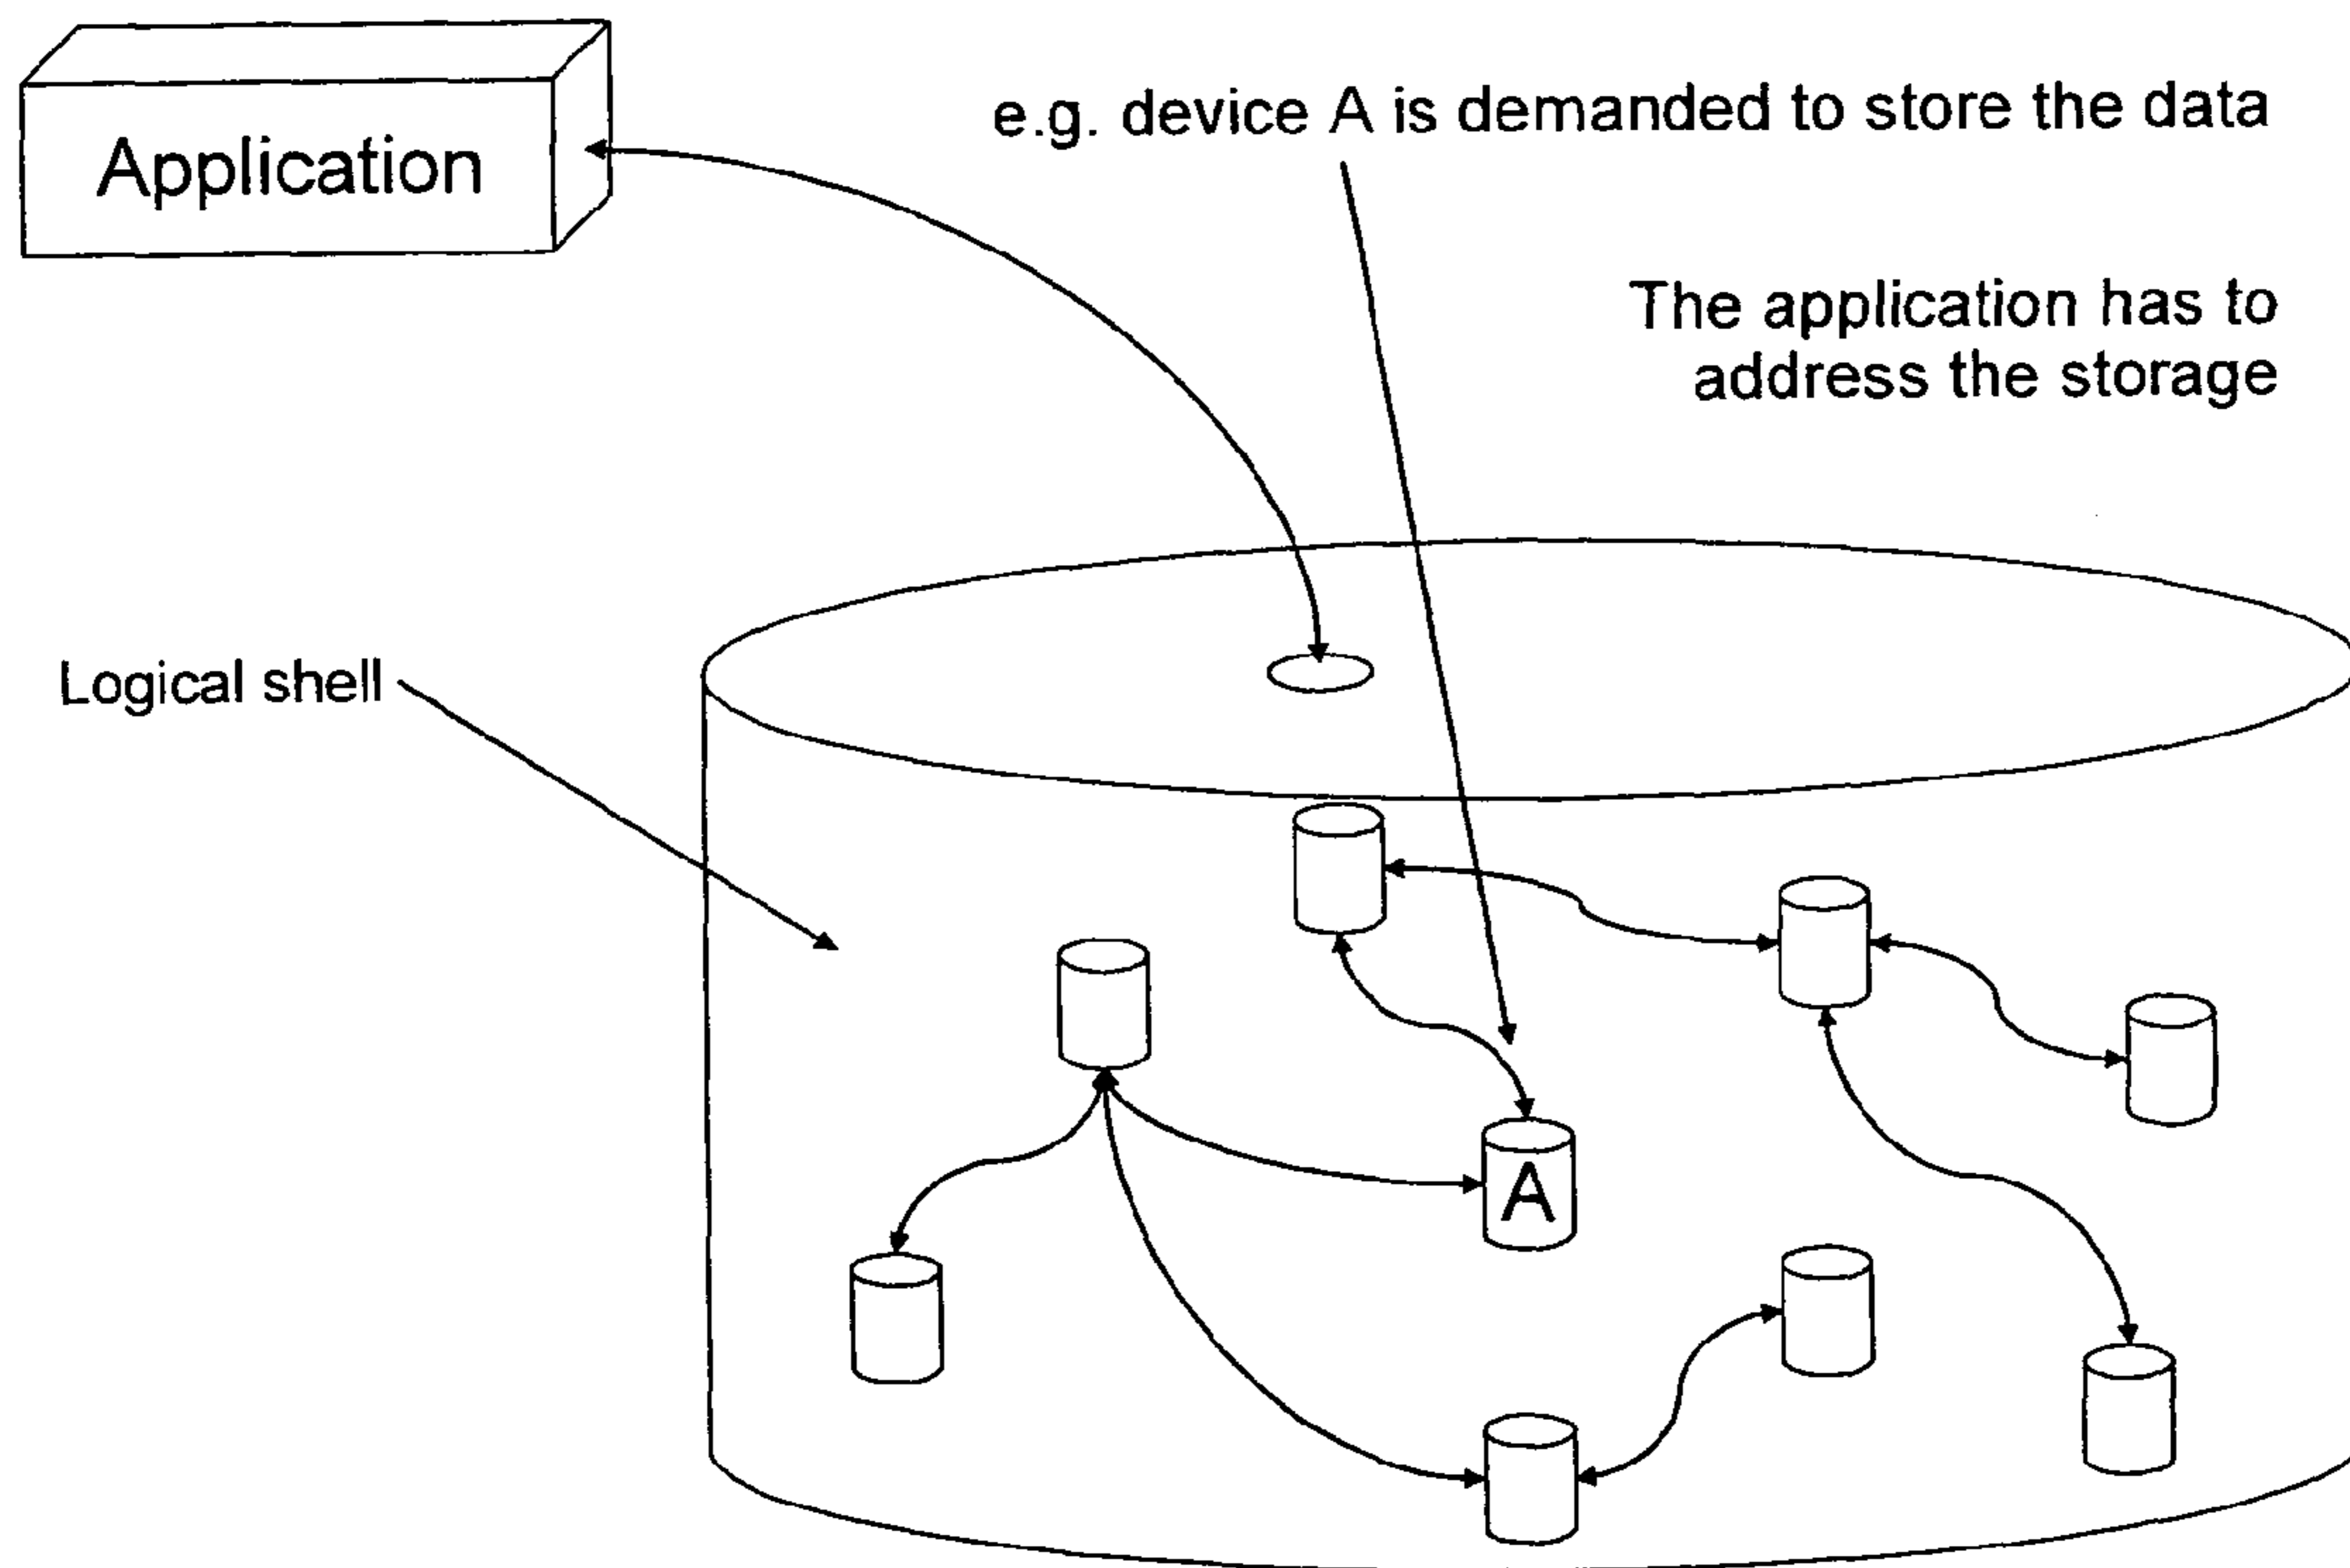 Application
e.g. device A is demanded to store the data
The application has to
address the storage
Logical shell
A